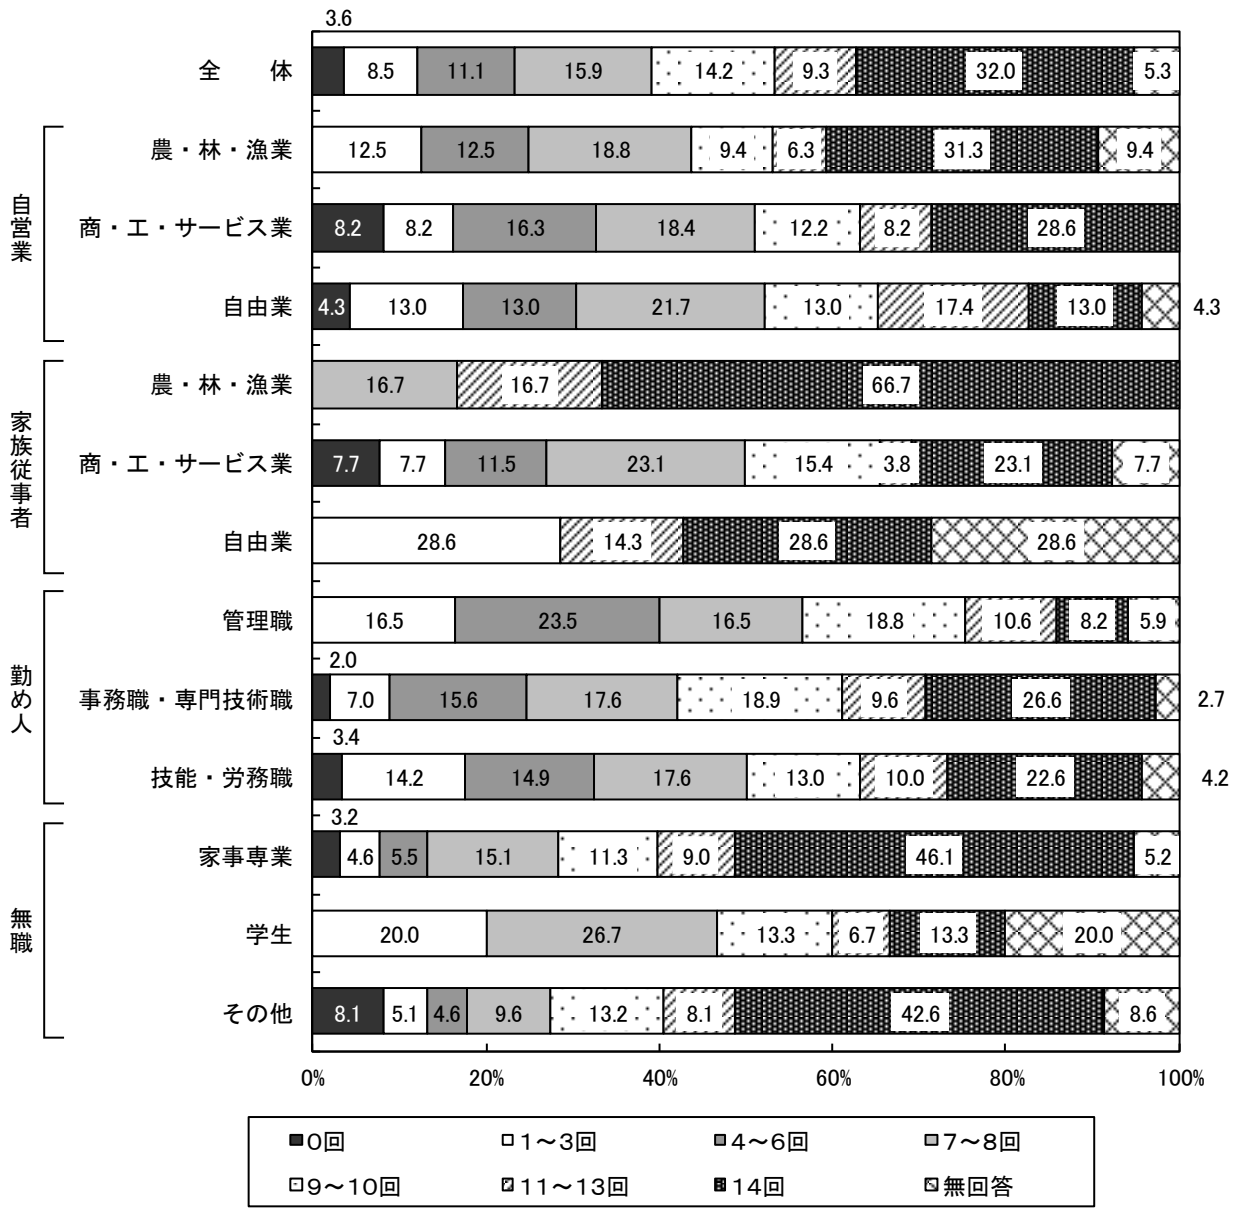 3.6
全　体 8.5 11.1 15.9 14.2 9.3 32.0 5.3
自営業
農・林・漁業 12.5 12.5 18.8 9.4 6.3 31.3 9.4
商・工・サービス業 8.2 8.2 16.3 18.4 12.2 8.2 28.6
自由業 4.3 13.0 13.0 21.7 13.0 17.4 13.0 4.3
家族従事者
農・林・漁業 16.7 16.7 66.7
商・工・サービス業 7.7 7.7 11.5 23.1 15.4 3.8 23.1 7.7
自由業 28.6 14.3 28.6 28.6
勤め人
管理職 16.5 23.5 16.5 18.8 10.6 8.2 5.9
2.0
事務職・専門技術職 7.0 15.6 17.6 18.9 9.6 26.6 2.7
3.4
技能・労務職 14.2 14.9 17.6 13.0 10.0 22.6 4.2
無職
3.2
家事専業 4.6 5.5 15.1 11.3 9.0 46.1 5.2
学生 20.0 26.7 13.3 6.7 13.3 20.0
その他 8.1 5.1 4.6 9.6 13.2 8.1 42.6 8.6
0% 20% 40% 60% 80% 100%
0回 1～3回 4～6回 7～8回
9～10回 11～13回 14回 無回答